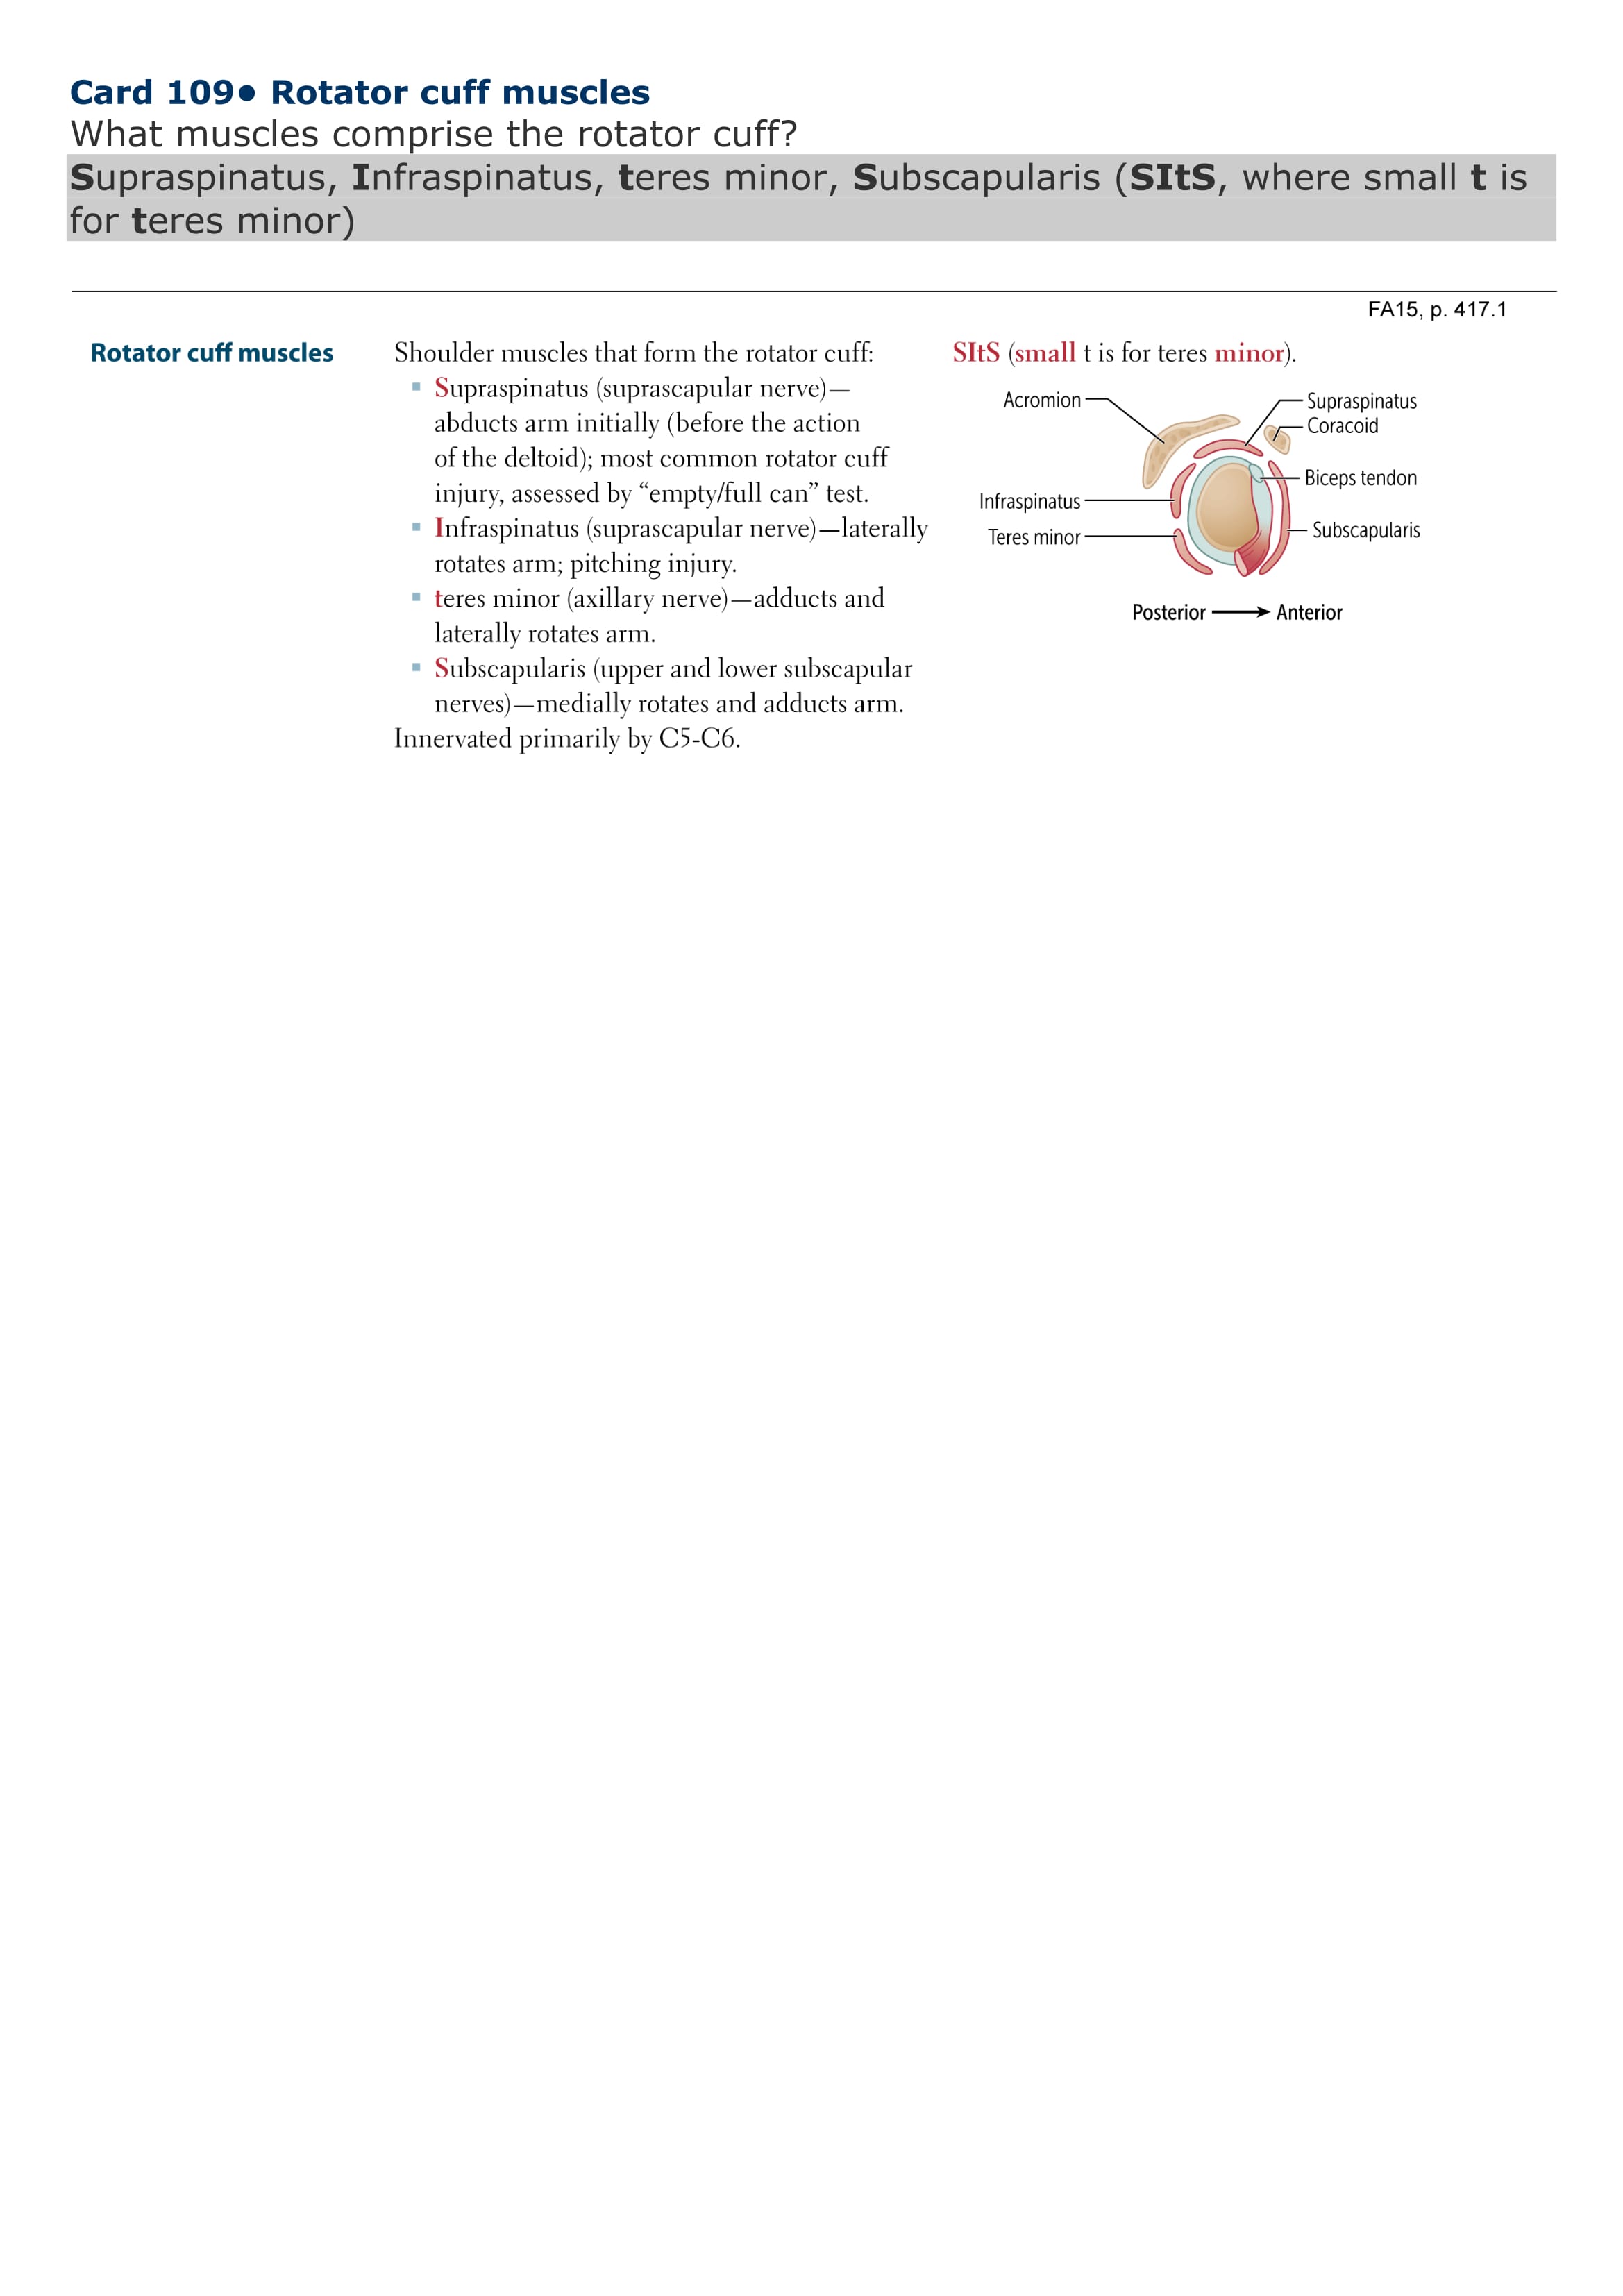 Card 109• Rotator cuff muscles
What muscles comprise the rotator cuff?
Supraspinatus, Infraspinatus, teres minor, Subscapularis (SItS, where small t is
for teres minor)
FA15, p. 417.1
Rotator cuff muscles
Shoulder muscles that form the rotator cuff:
▪ Supraspinatus (suprascapular nerve)—
abducts arm initially (before the action
of the deltoid); most common rotator cuff
injury, assessed by “empty/full can” test.
▪ Infraspinatus (suprascapular nerve)—laterally
rotates arm; pitching injury.
▪ teres minor (axillary nerve)—adducts and
laterally rotates arm.
▪ Subscapularis (upper and lower subscapular
nerves)—medially rotates and adducts arm.
Innervated primarily by C5-C6.
SItS (small t is for teres minor).
Acromion
Supraspinatus
Coracoid
Biceps tendon
Infraspinatus
Subscapularis
Teres minor
Posterior
Anterior